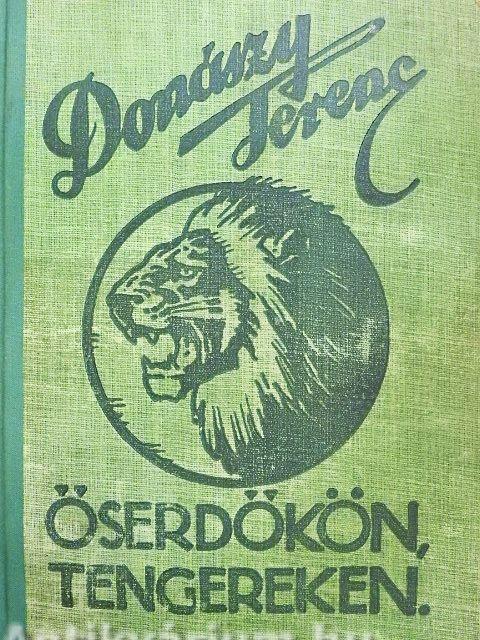 Donászy
Ferenc
ŐSERDŐKÖN,
TENGEREKEN.